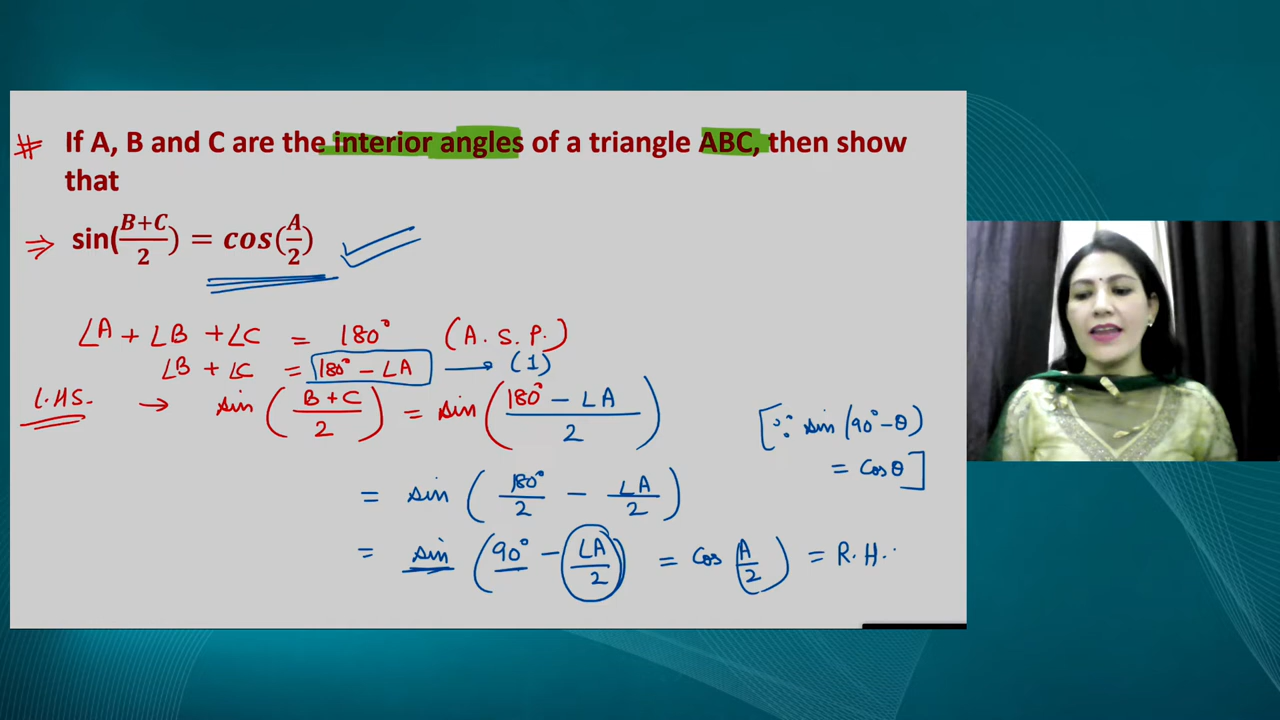 # If A, B and C are the interior angles of a triangle ABC, then show
that
⇒ sin(B+C/2) = cos(A/2)
∠A + ∠B + ∠C = 180° (A. S. P.)
∠B + ∠C = 180° - ∠A → (1)
L.H.S. → sin (B+C/2) = sin (180° - ∠A/2)
[∵ sin (90° - θ)
= cos θ]
= sin (180°/2 - ∠A/2)
= sin (90° - ∠A/2) = cos (A/2) = R.H.